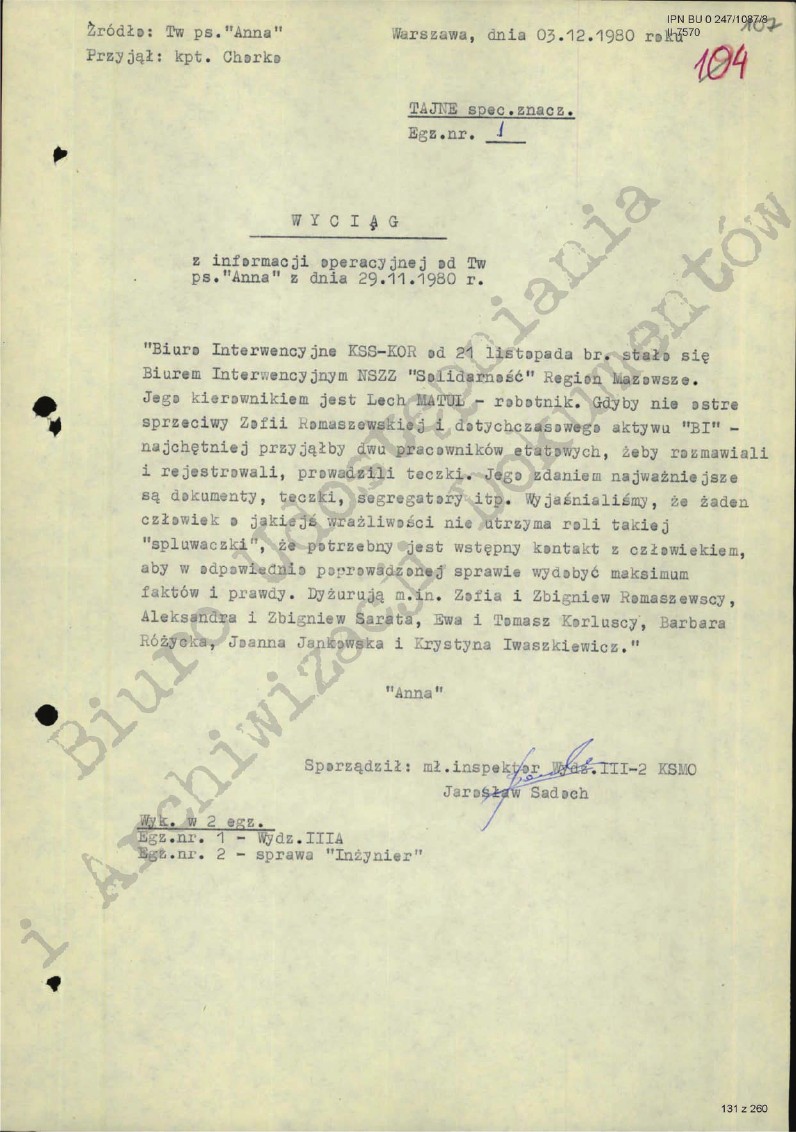 IPN BU 0 247/1087/8
107
II-7570
104
Źródło: Tw ps."Anna"
Warszawa, dnia 03.12.1980 roku
Przyjął: kpt. Chorko
TAJNE spec.znacz.
Egz.nr. 1
WYCIĄG
z informacji operacyjnej od Tw
ps."Anna" z dnia 29.11.1980 r.
"Biuro Interwencyjne KSS-KOR od 21 listopada br. stało się
Biurem Interwencyjnym NSZZ "Solidarność" Region Mazowsze.
Jego kierownikiem jest Lech MATUL - robotnik. Gdyby nie ostre
sprzeciwy Zofii Romaszewskiej i dotychczasowego aktywu "BI" -
najchętniej przyjąłby dwu pracowników etatowych, żeby rozmawiali
i rejestrowali, prowadzili teczki. Jego zdaniem najważniejsze
są dokumenty, teczki, segregatory itp. Wyjaśnialiśmy, że żaden
człowiek o jakiejś wrażliwości nie utrzyma roli takiej
"spluwaczki", że potrzebny jest wstępny kontakt z człowiekiem,
aby w odpowiednio poprowadzonej sprawie wydobyć maksimum
faktów i prawdy. Dyżurują m.in. Zofia i Zbigniew Romaszewscy,
Aleksandra i Zbigniew Sarata, Ewa i Tomasz Korluscy, Barbara
Różycka, Joanna Jankowska i Krystyna Iwaszkiewicz."
"Anna"
Sporządził: mł.inspektor Wydz.III-2 KSMO
Jarosław Sadoch
Wyk. w 2 egz.
Egz.nr. 1 - Wydz.IIIA
Egz.nr. 2 - sprawa "Inżynier"
Biuro Udostępniania
i Archiwizacji Dokumentów
131 z 260